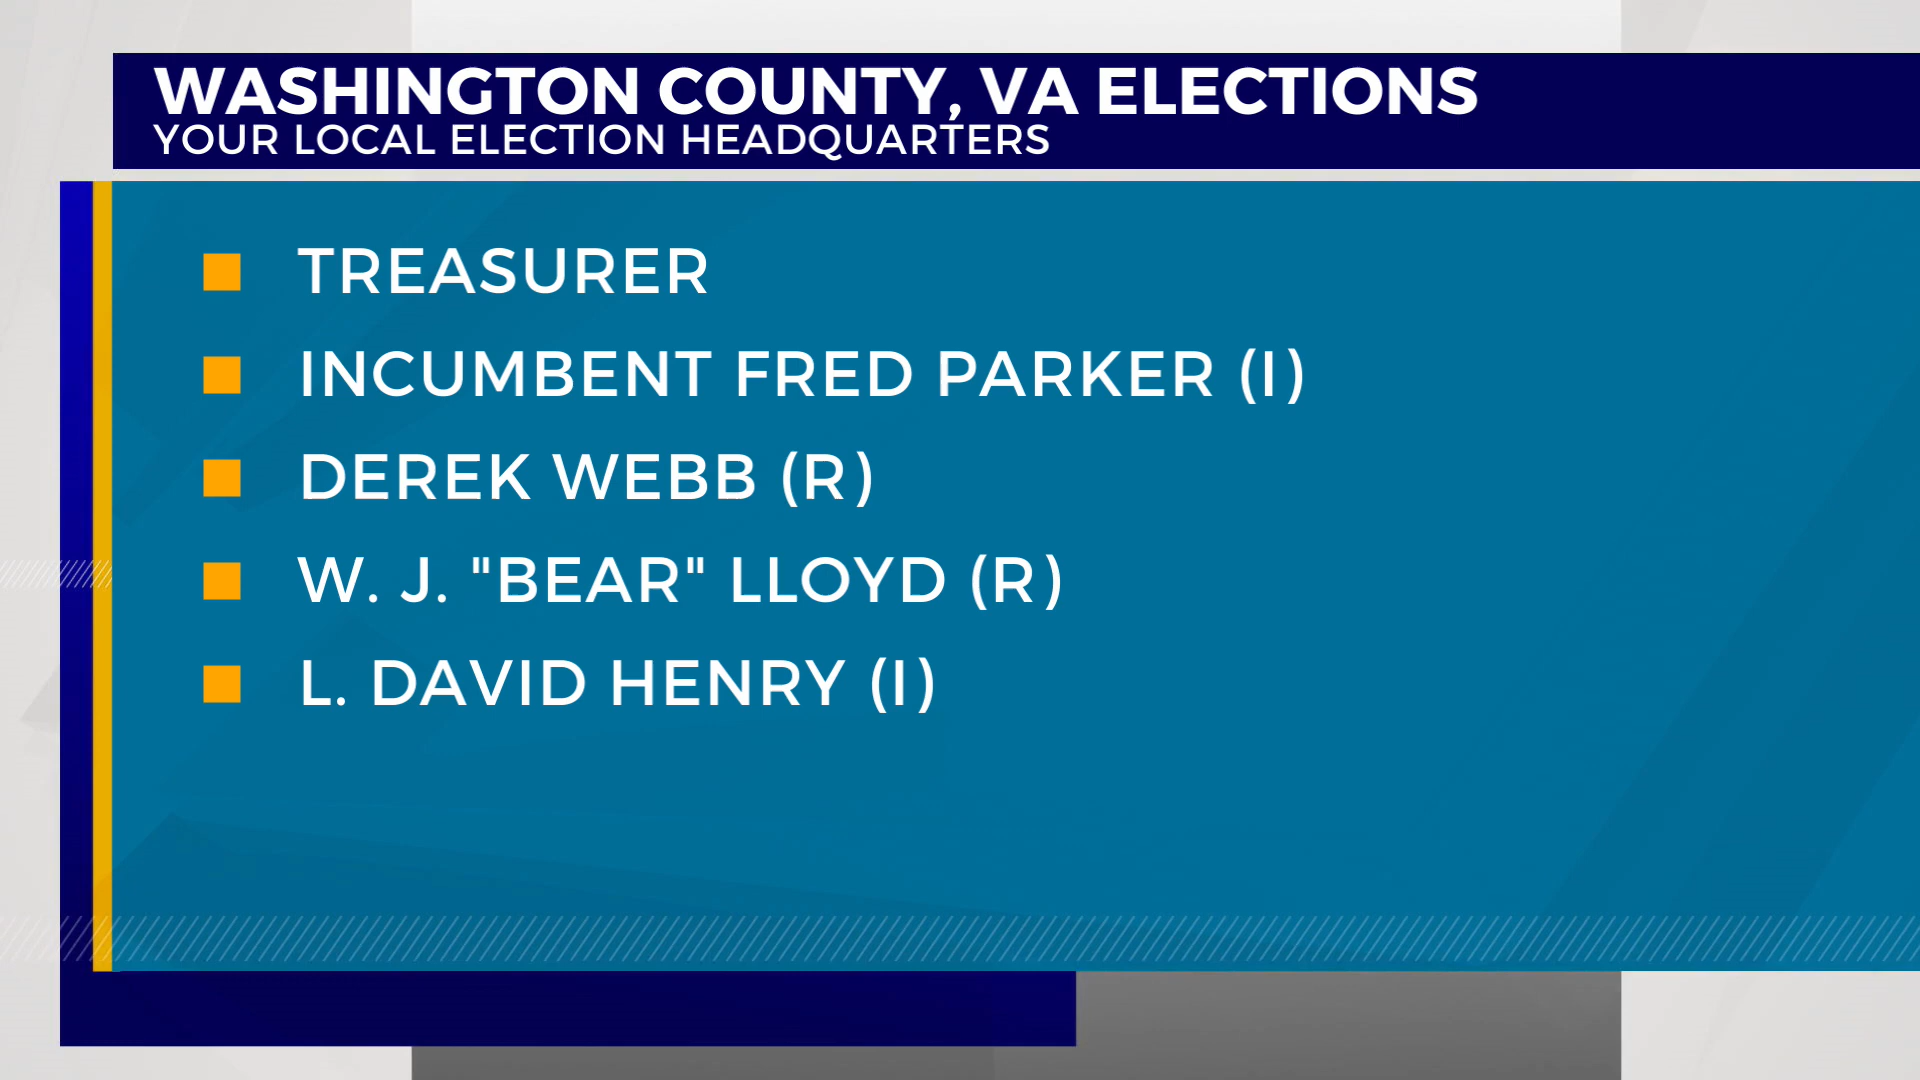 WASHINGTON COUNTY, VA ELECTIONS
YOUR LOCAL ELECTION HEADQUARTERS
TREASURER
INCUMBENT FRED PARKER (I)
DEREK WEBB (R)
W. J. "BEAR" LLOYD (R)
L. DAVID HENRY (I)